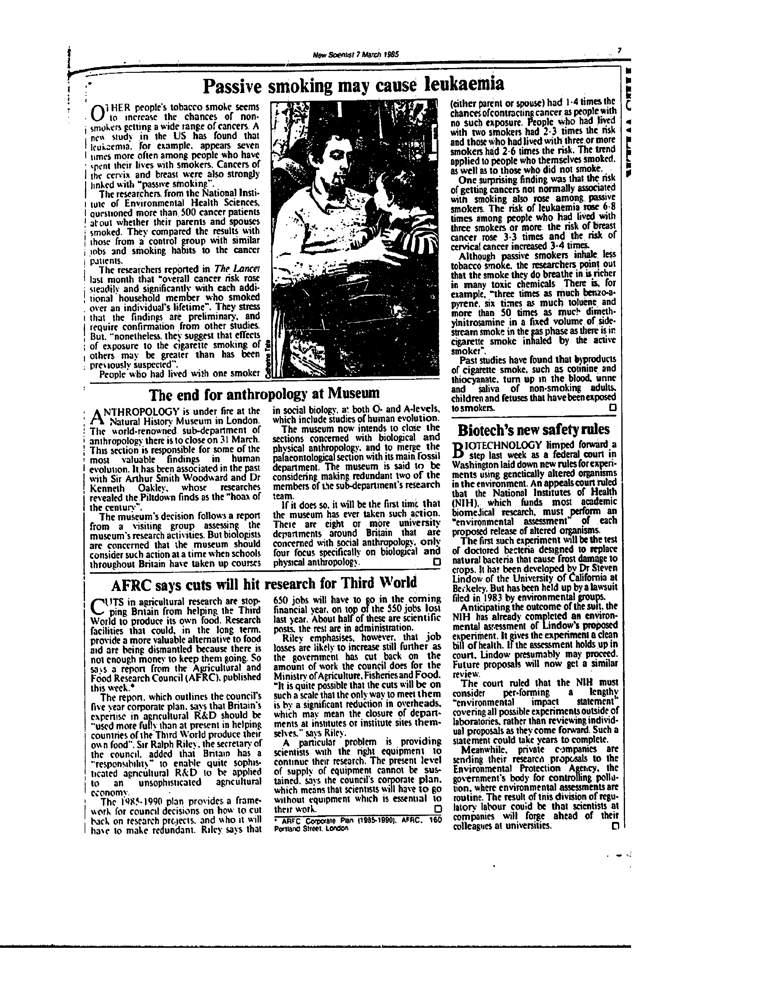 New Scientist 7 March 1985
7
Passive smoking may cause leukaemia
OTHER people's tobacco smoke seems
to increase the chances of non-
smokers getting a wide range of cancers. A
new study in the US has found that
leukaemia, for example, appears seven
times more often among people who have
spent their lives with smokers. Cancers of
the cervix and breast were also strongly
linked with "passive smoking".
The researchers, from the National Insti-
tute of Environmental Health Sciences,
questioned more than 500 cancer patients
about whether their parents and spouses
smoked. They compared the results with
those from a control group with similar
jobs and smoking habits to the cancer
patients.
The researchers reported in The Lancet
last month that "overall cancer risk rose
steadily and significantly with each addi-
tional household member who smoked
over an individual's lifetime". They stress
that the findings are preliminary, and
require confirmation from other studies.
But, "nonetheless, they suggest that effects
of exposure to the cigarette smoking of
others may be greater than has been
previously suspected".
People who had lived with one smoker
(either parent or spouse) had 1·4 times the
chances of contracting cancer as people with
no such exposure. People who had lived
with two smokers had 2·3 times the risk
and those who had lived with three or more
smokers had 2·6 times the risk. The trend
applied to people who themselves smoked,
as well as to those who did not smoke.
One surprising finding was that the risk
of getting cancers not normally associated
with smoking also rose among passive
smokers. The risk of leukaemia rose 6·8
times among people who had lived with
three smokers or more, the risk of breast
cancer rose 3·3 times and the risk of
cervical cancer increased 3·4 times.
Although passive smokers inhale less
tobacco smoke, the researchers point out
that the smoke they do breathe in is richer
in many toxic chemicals There is, for
example, "three times as much benzo-a-
pyrene, six times as much toluene and
more than 50 times as much dimeth-
ylnitrosamine in a fixed volume of side-
stream smoke in the gas phase as there is in
cigarette smoke inhaled by the active
smoker".
Past studies have found that byproducts
of cigarette smoke, such as cotinine and
thiocyanate, turn up in the blood, urine
and saliva of non-smoking adults,
children and fetuses that have been exposed
to smokers. □
The end for anthropology at Museum
ANTHROPOLOGY is under fire at the
Natural History Museum in London.
The world-renowned sub-department of
anthropology there is to close on 31 March.
This section is responsible for some of the
most valuable findings in human
evolution. It has been associated in the past
with Sir Arthur Smith Woodward and Dr
Kenneth Oakley, whose researches
revealed the Piltdown finds as the "hoax of
the century".
The museum's decision follows a report
from a visiting group assessing the
museum's research activities. But biologists
are concerned that the museum should
consider such action at a time when schools
throughout Britain have taken up courses
in social biology, at both O- and A-levels,
which include studies of human evolution.
The museum now intends to close the
sections concerned with biological and
physical anthropology, and to merge the
palaeontological section with its main fossil
department. The museum is said to be
considering making redundant two of the
members of the sub-department's research
team.
If it does so, it will be the first time that
the museum has ever taken such action.
There are eight or more university
departments around Britain that are
concerned with social anthropology, only
four focus specifically on biological and
physical anthropology. □
AFRC says cuts will hit research for Third World
CUTS in agricultural research are stop-
ping Britain from helping the Third
World to produce its own food. Research
facilities that could, in the long term,
provide a more valuable alternative to food
aid are being dismantled because there is
not enough money to keep them going. So
says a report from the Agricultural and
Food Research Council (AFRC), published
this week.*
The report, which outlines the council's
five year corporate plan, says that Britain's
expertise in agricultural R&D should be
"used more fully than at present in helping
countries of the Third World produce their
own food". Sir Ralph Riley, the secretary of
the council, added that Britain has a
"responsibility" to enable quite sophis-
ticated agricultural R&D to be applied
to an unsophisticated agricultural
economy.
The 1985-1990 plan provides a frame-
work for council decisions on how to cut
back on research projects, and who it will
have to make redundant. Riley says that
650 jobs will have to go in the coming
financial year, on top of the 550 jobs lost
last year. About half of these are scientific
posts, the rest are in administration.
Riley emphasises, however, that job
losses are likely to increase still further as
the government has cut back on the
amount of work the council does for the
Ministry of Agriculture, Fisheries and Food.
"It is quite possible that the cuts will be on
such a scale that the only way to meet them
is by a significant reduction in overheads,
which may mean the closure of depart-
ments at institutes or institute sites them-
selves," says Riley.
A particular problem is providing
scientists with the right equipment to
continue their research. The present level
of supply of equipment cannot be sus-
tained, says the council's corporate plan,
which means that scientists will have to go
without equipment which is essential to
their work. □
* AFRC Corporate Plan (1985-1990), AFRC, 160
Portland Street, London
Biotech's new safety rules
BIOTECHNOLOGY limped forward a
step last week as a federal court in
Washington laid down new rules for experi-
ments using genetically altered organisms
in the environment. An appeals court ruled
that the National Institutes of Health
(NIH), which funds most academic
biomedical research, must perform an
"environmental assessment" of each
proposed release of altered organisms.
The first such experiment will be the test
of doctored bacteria designed to replace
natural bacteria that cause frost damage to
crops. It has been developed by Dr Steven
Lindow of the University of California at
Berkeley. But has been held up by a lawsuit
filed in 1983 by environmental groups.
Anticipating the outcome of the suit, the
NIH has already completed an environ-
mental assessment of Lindow's proposed
experiment. It gives the experiment a clean
bill of health. If the assessment holds up in
court, Lindow presumably may proceed.
Future proposals will now get a similar
review.
The court ruled that the NIH must
consider per-forming a lengthy
"environmental impact statement"
covering all possible experiments outside of
laboratories, rather than reviewing individ-
ual proposals as they come forward. Such a
statement could take years to complete.
Meanwhile, private companies are
sending their research proposals to the
Environmental Protection Agency, the
government's body for controlling pollu-
tion, where environmental assessments are
routine. The result of this division of regu-
latory labour could be that scientists at
companies will forge ahead of their
colleagues at universities. □